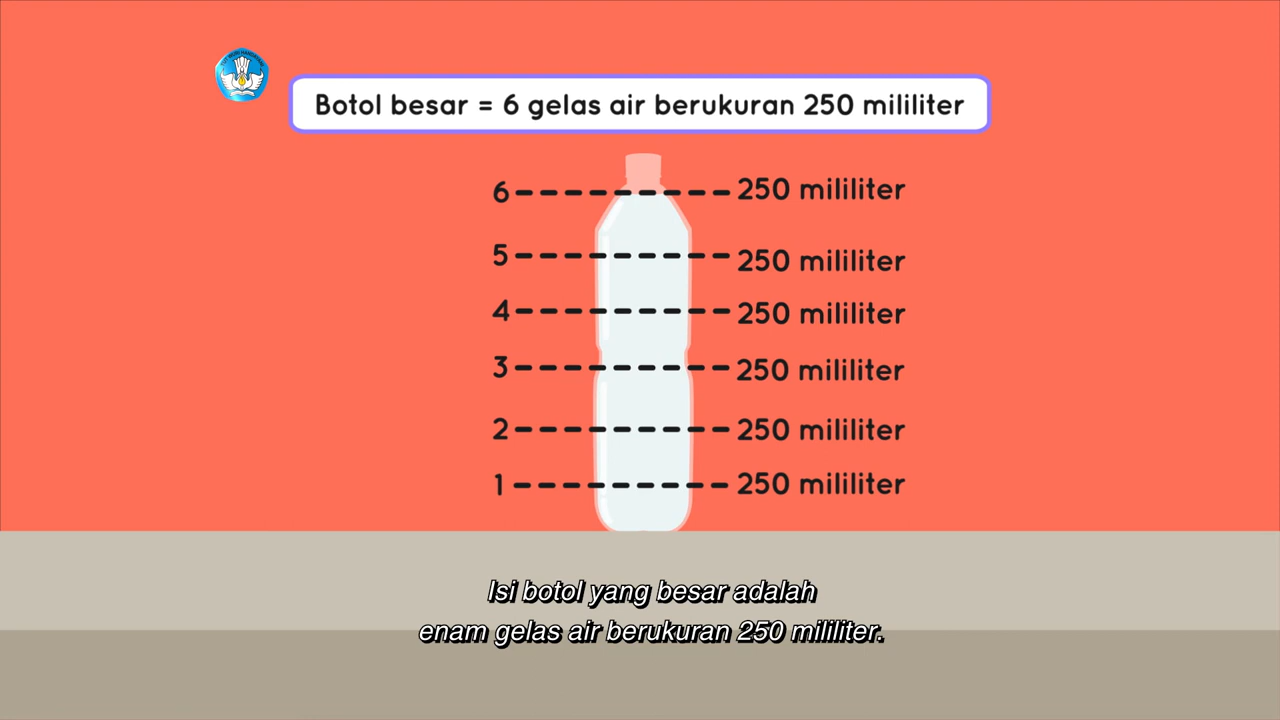 Botol besar = 6 gelas air berukuran 250 mililiter
6 250 mililiter
5 250 mililiter
4 250 mililiter
3 250 mililiter
2 250 mililiter
1 250 mililiter
Isi botol yang besar adalah
enam gelas air berukuran 250 mililiter.